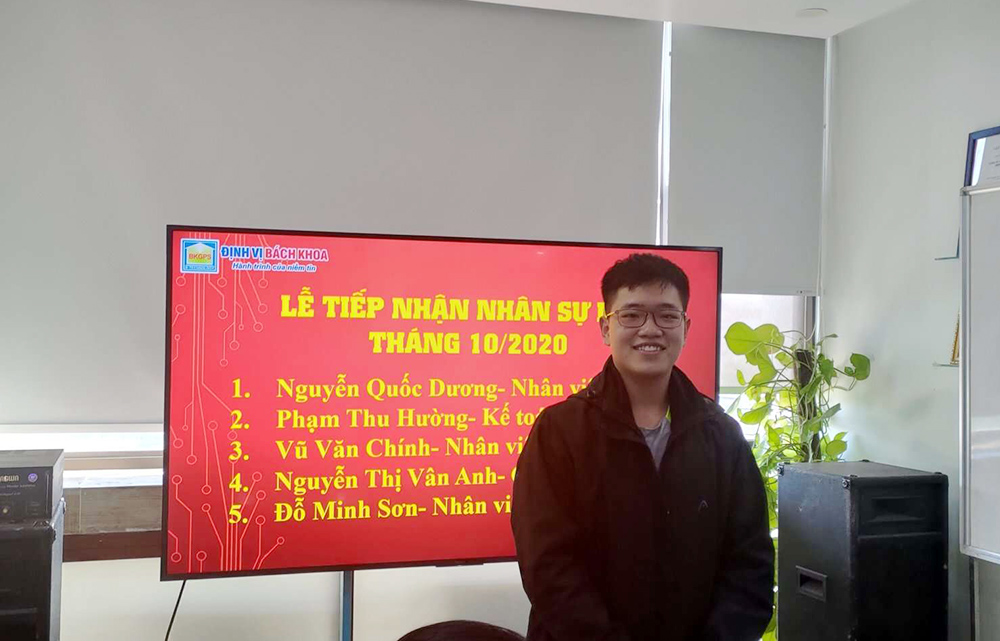 BKGPS
ĐỊNH VỊ BÁCH KHOA
Hành trình của niềm tin
LỄ TIẾP NHẬN NHÂN SỰ
THÁNG 10/2020
1. Nguyễn Quốc Dương- Nhân
2. Phạm Thu Hường- Kế
3. Vũ Văn Chính- Nhân
4. Nguyễn Thị Vân Anh-
5. Đỗ Minh Sơn- Nhân